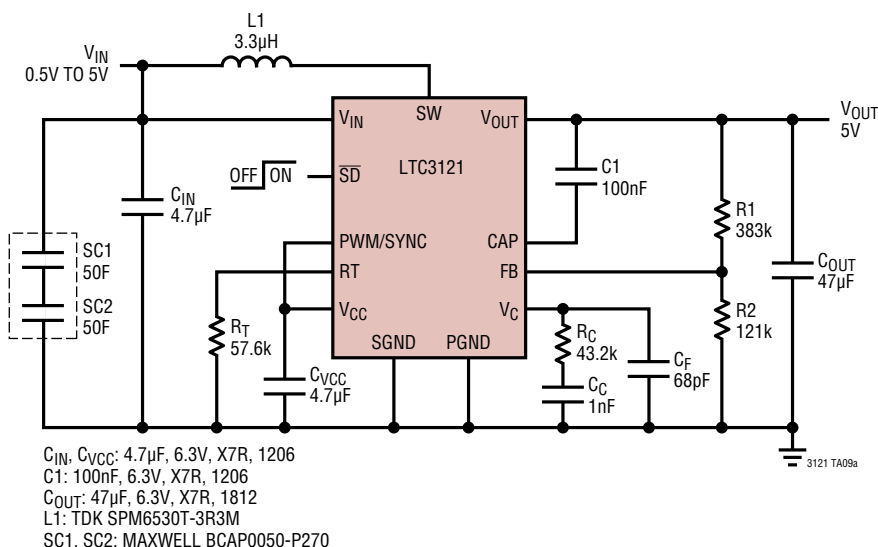 L1
3.3µH
VIN
0.5V TO 5V
SW
VIN
VOUT
VOUT
5V
LTC3121
OFF ON
SD
C1
100nF
CIN
4.7µF
R1
383k
PWM/SYNC
CAP
SC1
50F
RT
FB
COUT
47µF
SC2
50F
VCC
VC
R2
121k
RT
57.6k
SGND
PGND
RC
43.2k
CF
68pF
CVCC
4.7µF
CC
1nF
3121 TA09a
CIN, CVCC: 4.7µF, 6.3V, X7R, 1206
C1: 100nF, 6.3V, X7R, 1206
COUT: 47µF, 6.3V, X7R, 1812
L1: TDK SPM6530T-3R3M
SC1, SC2: MAXWELL BCAP0050-P270